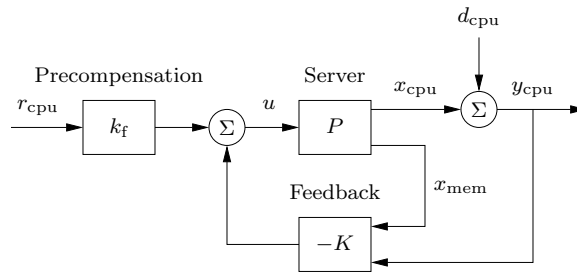 d_cpu
Precompensation Server
r_cpu u x_cpu y_cpu
k_f Σ P Σ
x_mem
Feedback
−K